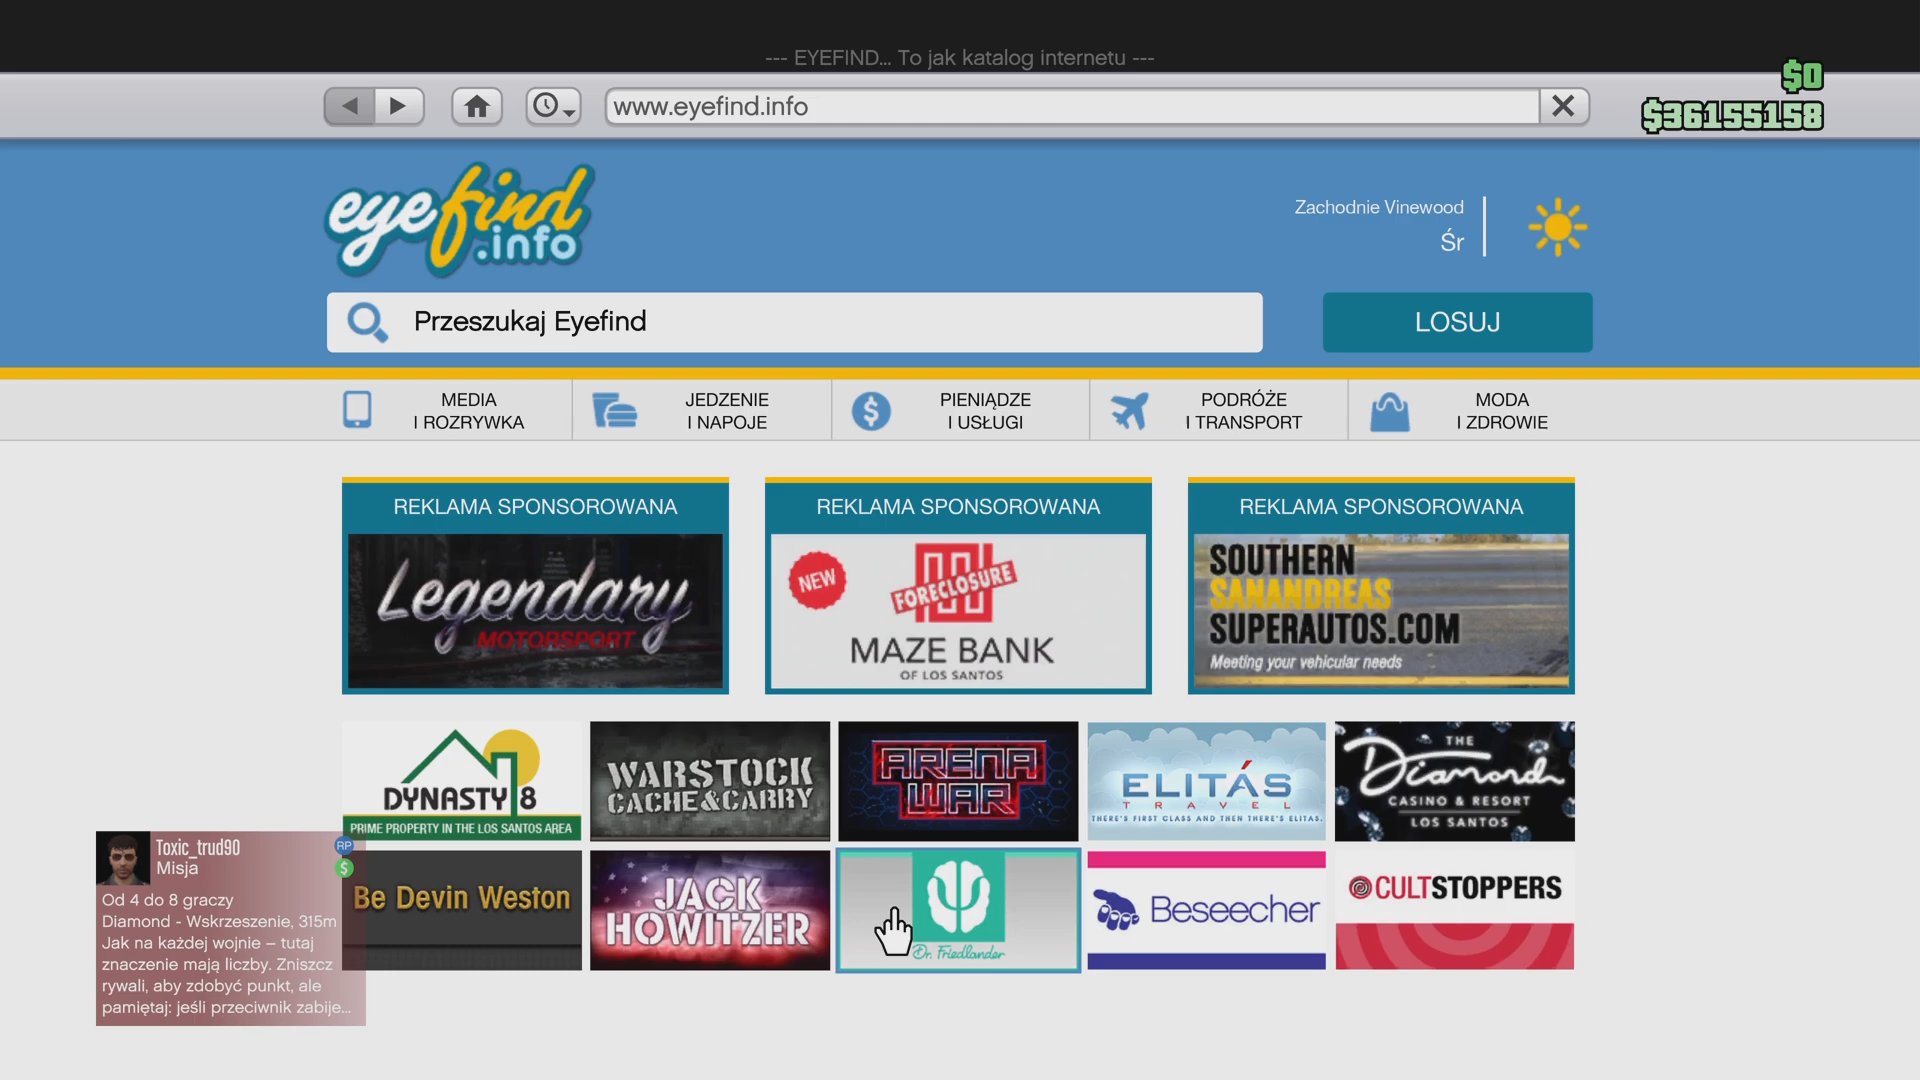 --- EYEFIND... To jak katalog internetu ---
$0
$36155158
www.eyefind.info
eyefind
.info
Zachodnie Vinewood
Śr
Przeszukaj Eyefind
LOSUJ
MEDIA
I ROZRYWKA
JEDZENIE
I NAPOJE
PIENIĄDZE
I USŁUGI
PODRÓŻE
I TRANSPORT
MODA
I ZDROWIE
REKLAMA SPONSOROWANA
Legendary
MOTORSPORT
REKLAMA SPONSOROWANA
NEW
FORECLOSURE
MAZE BANK
OF LOS SANTOS
REKLAMA SPONSOROWANA
SOUTHERN
SANANDREAS
SUPERAUTOS.COM
Meeting your vehicular needs
DYNASTY 8
PRIME PROPERTY IN THE LOS SANTOS AREA
WARSTOCK
CACHE&CARRY
ARENA
WAR
ELITÁS
TRAVEL
THERE'S FIRST CLASS AND THEN THERE'S ELITÁS.
THE
Diamond
CASINO & RESORT
LOS SANTOS
Be Devin Weston
JACK
HOWITZER
Dr. Friedlander
Beseecher
CULTSTOPPERS
Toxic_trud90
Misja
RP
$
Od 4 do 8 graczy
Diamond - Wskrzeszenie, 315m
Jak na każdej wojnie – tutaj
znaczenie mają liczby. Zniszcz
rywali, aby zdobyć punkt, ale
pamiętaj: jeśli przeciwnik zabije...